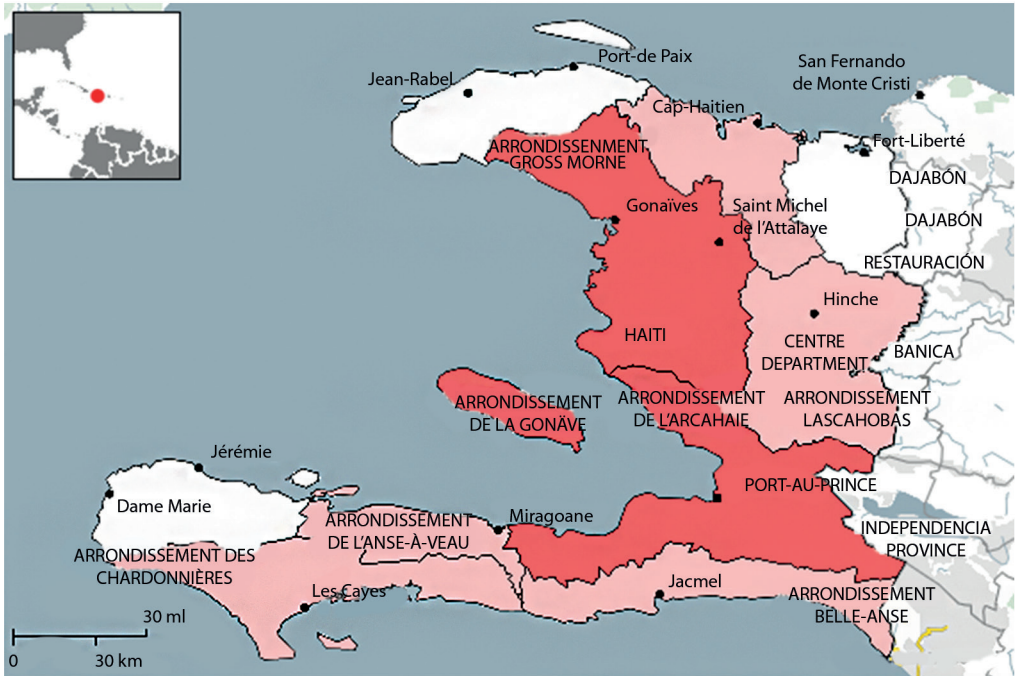 Port-de Paix
San Fernando
de Monte Cristi
Jean-Rabel
Cap-Haitien
Fort-Liberté
ARRONDISSENMENT
GROSS MORNE
DAJABÓN
Gonaïves
Saint Michel
de l'Attalaye
DAJABÓN
RESTAURACIÓN
Hinche
HAITI
CENTRE
DEPARTMENT
BANICA
ARRONDISSEMENT
DE LA GONÄVE
ARRONDISSEMENT
DE L'ARCAHAIE
ARRONDISSEMENT
LASCAHOBAS
Jérémie
PORT-AU-PRINCE
Dame Marie
Miragoane
ARRONDISSEMENT
DE L'ANSE-À-VEAU
INDEPENDENCIA
PROVINCE
ARRONDISSEMENT DES
CHARDONNIÈRES
Les Cayes
Jacmel
ARRONDISSEMENT
BELLE-ANSE
30 ml
0
30 km